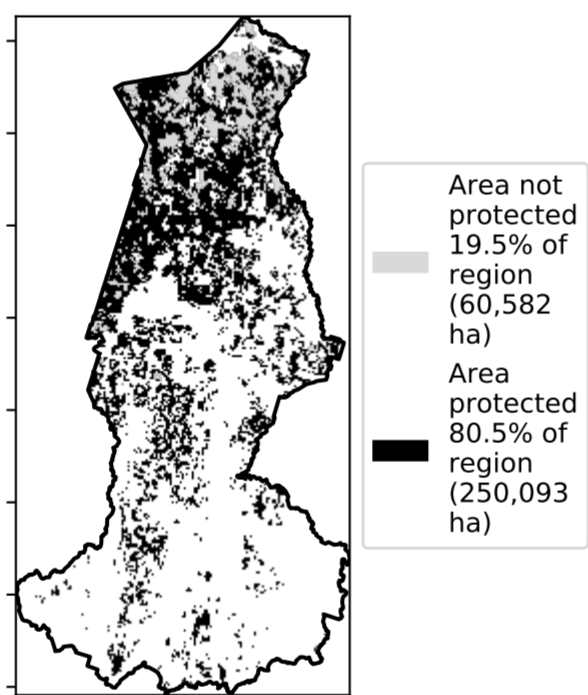 Area not
protected
19.5% of
region
(60,582
ha)
Area
protected
80.5% of
region
(250,093
ha)